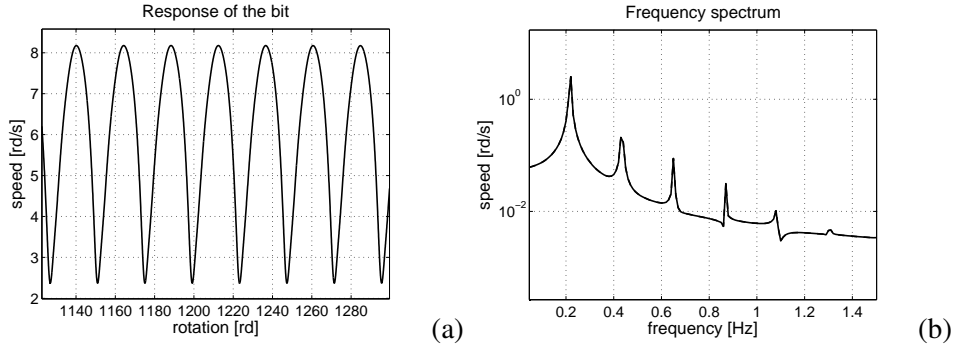 Response of the bit
speed [rd/s]
8
7
6
5
4
3
2
1140 1160 1180 1200 1220 1240 1260 1280
rotation [rd]
(a)
Frequency spectrum
speed [rd/s]
10^0
10^-2
0.2 0.4 0.6 0.8 1 1.2 1.4
frequency [Hz]
(b)